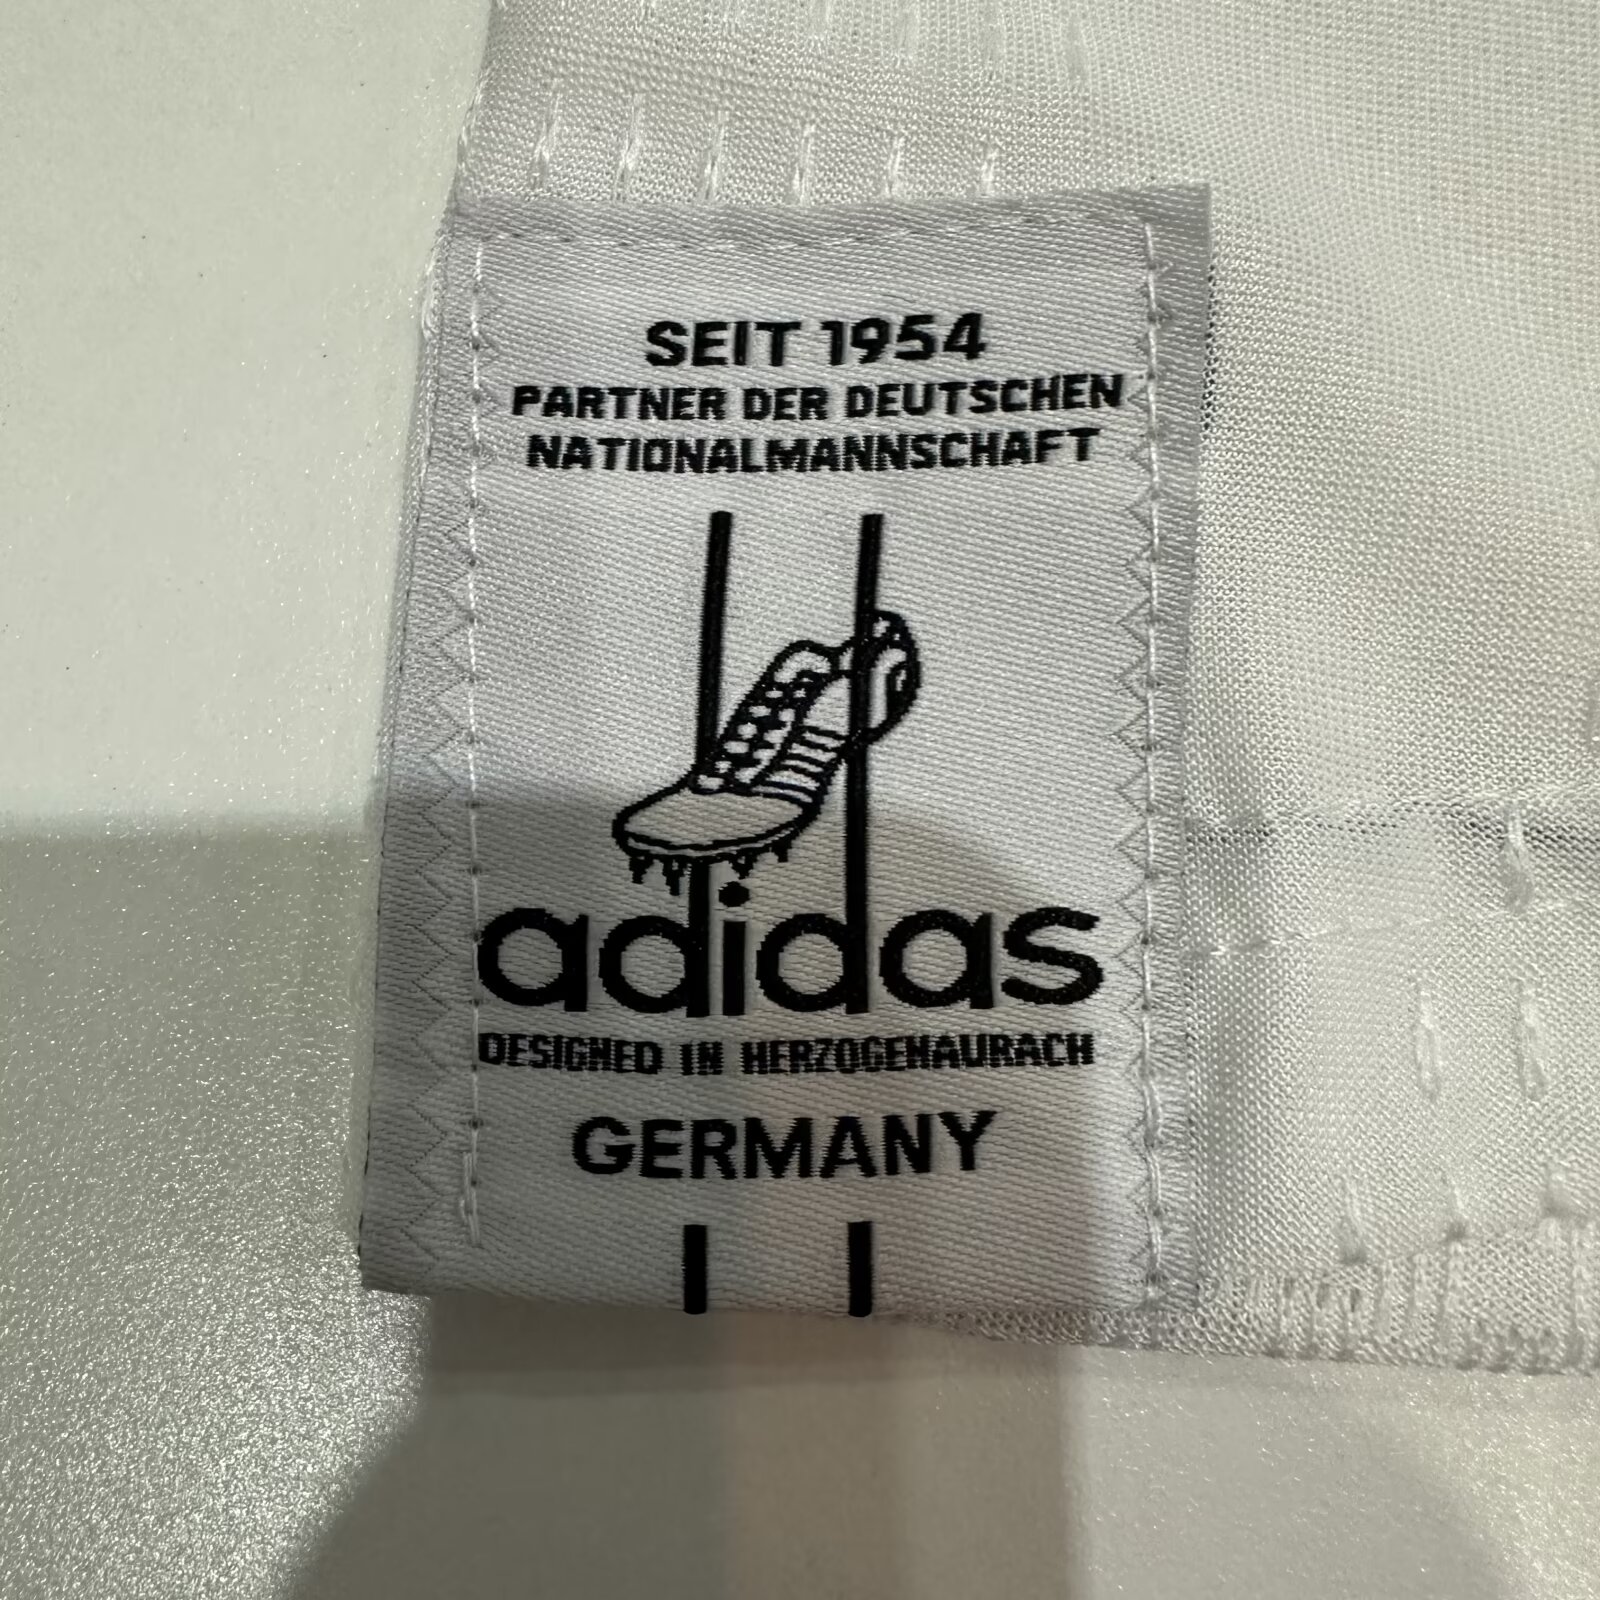 SEIT 1954
PARTNER DER DEUTSCHEN
NATIONALMANNSCHAFT
adidas
DESIGNED IN HERZOGENAURACH
GERMANY